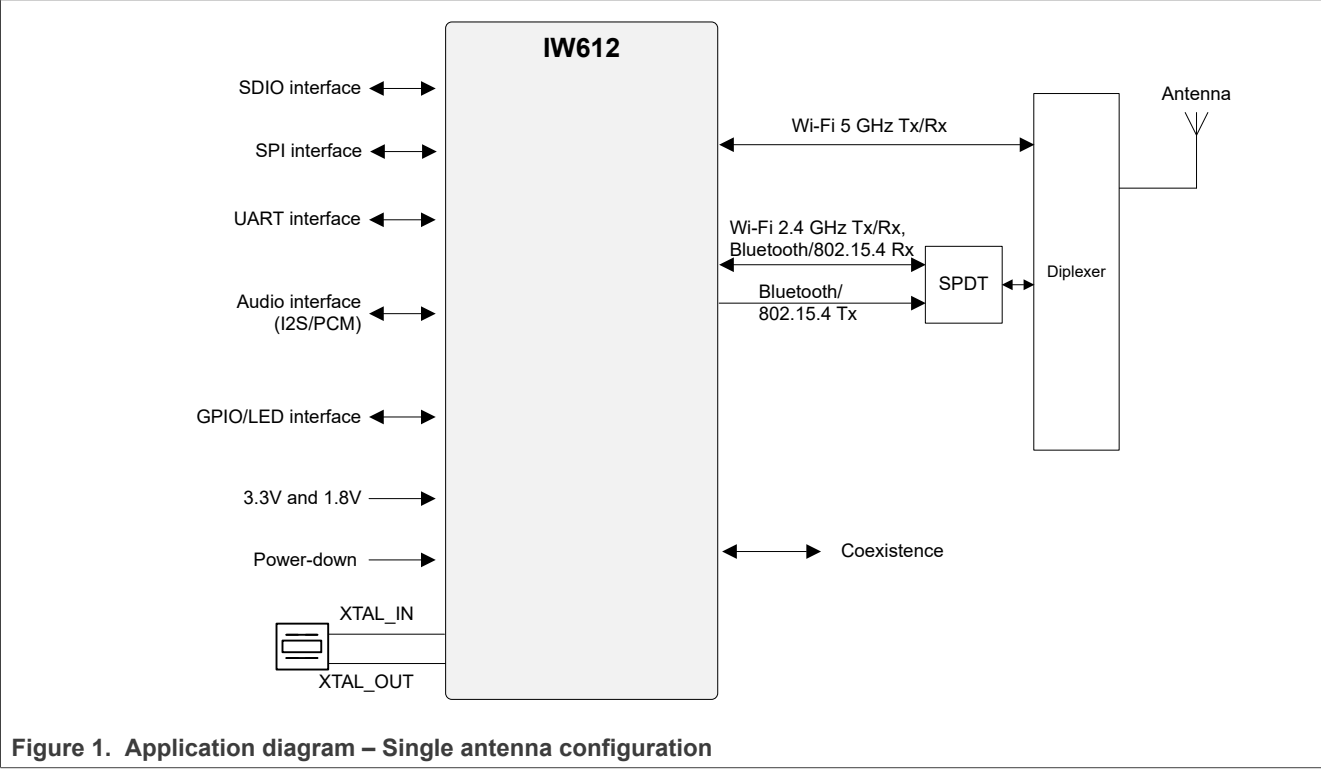 IW612
SDIO interface
SPI interface
UART interface
Audio interface
(I2S/PCM)
GPIO/LED interface
3.3V and 1.8V
Power-down
XTAL_IN
XTAL_OUT
Wi-Fi 5 GHz Tx/Rx
Wi-Fi 2.4 GHz Tx/Rx,
Bluetooth/802.15.4 Rx
Bluetooth/
802.15.4 Tx
SPDT
Diplexer
Antenna
Coexistence
Figure 1. Application diagram – Single antenna configuration